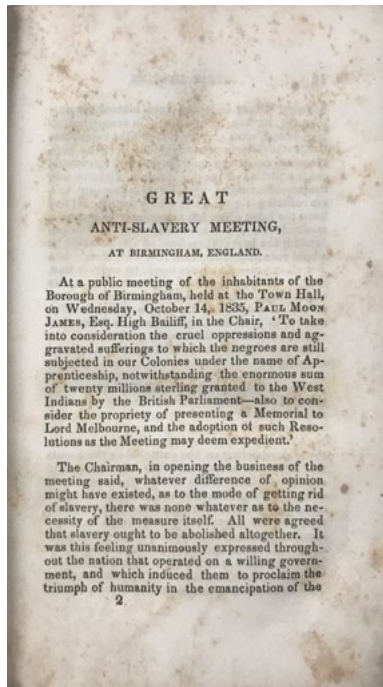 GREAT
ANTI-SLAVERY MEETING,
AT BIRMINGHAM, ENGLAND.
At a public meeting of the inhabitants of the
Borough of Birmingham, held at the Town Hall,
on Wednesday, October 14, 1835, PAUL MOON
JAMES, Esq. High Bailiff, in the Chair, ‘To take
into consideration the cruel oppressions and ag-
gravated sufferings to which the negroes are still
subjected in our Colonies under the name of Ap-
prenticeship, notwithstanding the enormous sum
of twenty millions sterling granted to the West
Indians by the British Parliament—also to con-
sider the propriety of presenting a Memorial to
Lord Melbourne, and the adoption of such Reso-
lutions as the Meeting may deem expedient.’
The Chairman, in opening the business of the
meeting said, whatever difference of opinion
might have existed, as to the mode of getting rid
of slavery, there was none whatever as to the ne-
cessity of the measure itself. All were agreed
that slavery ought to be abolished altogether. It
was this feeling unanimously expressed through-
out the nation that operated on a willing govern-
ment, and which induced them to proclaim the
triumph of humanity in the emancipation of the
2